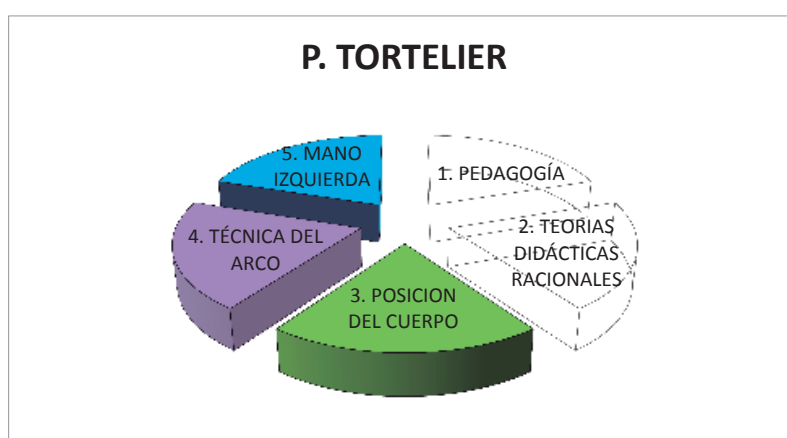 P. TORTELIER
1. PEDAGOGÍA
2. TEORIAS
DIDÁCTICAS
RACIONALES
3. POSICION
DEL CUERPO
4. TÉCNICA DEL
ARCO
5. MANO
IZQUIERDA